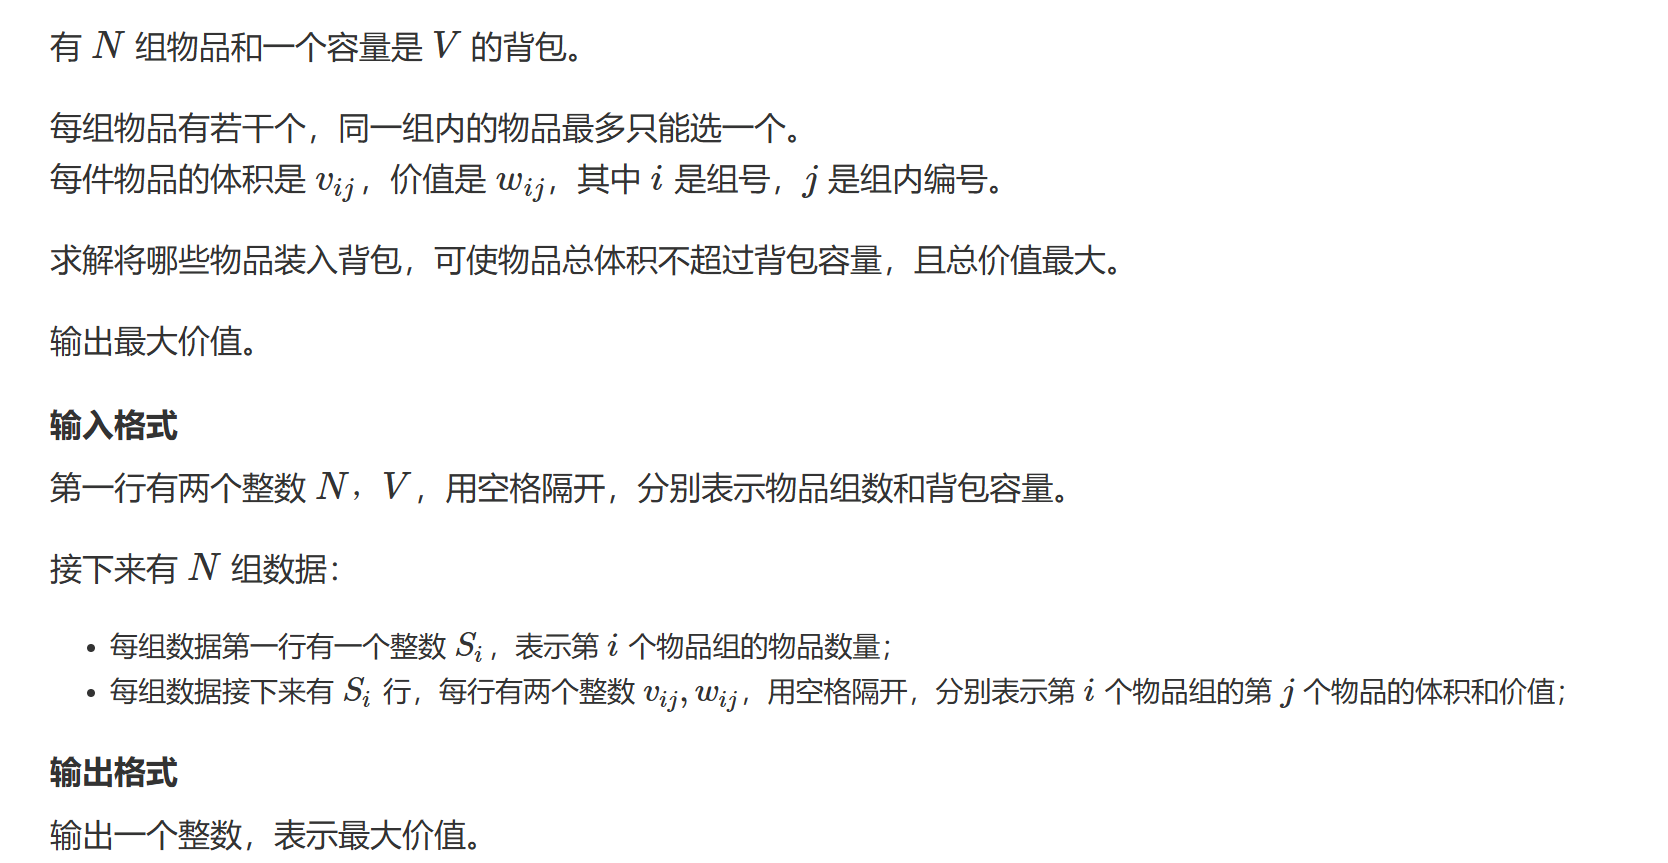 有 N 组物品和一个容量是 V 的背包。
每组物品有若干个，同一组内的物品最多只能选一个。
每件物品的体积是 v_{ij}，价值是 w_{ij}，其中 i 是组号，j 是组内编号。
求解将哪些物品装入背包，可使物品总体积不超过背包容量，且总价值最大。
输出最大价值。
输入格式
第一行有两个整数 N，V，用空格隔开，分别表示物品组数和背包容量。
接下来有 N 组数据：
• 每组数据第一行有一个整数 S_i，表示第 i 个物品组的物品数量；
• 每组数据接下来有 S_i 行，每行有两个整数 v_{ij}, w_{ij}，用空格隔开，分别表示第 i 个物品组的第 j 个物品的体积和价值；
输出格式
输出一个整数，表示最大价值。